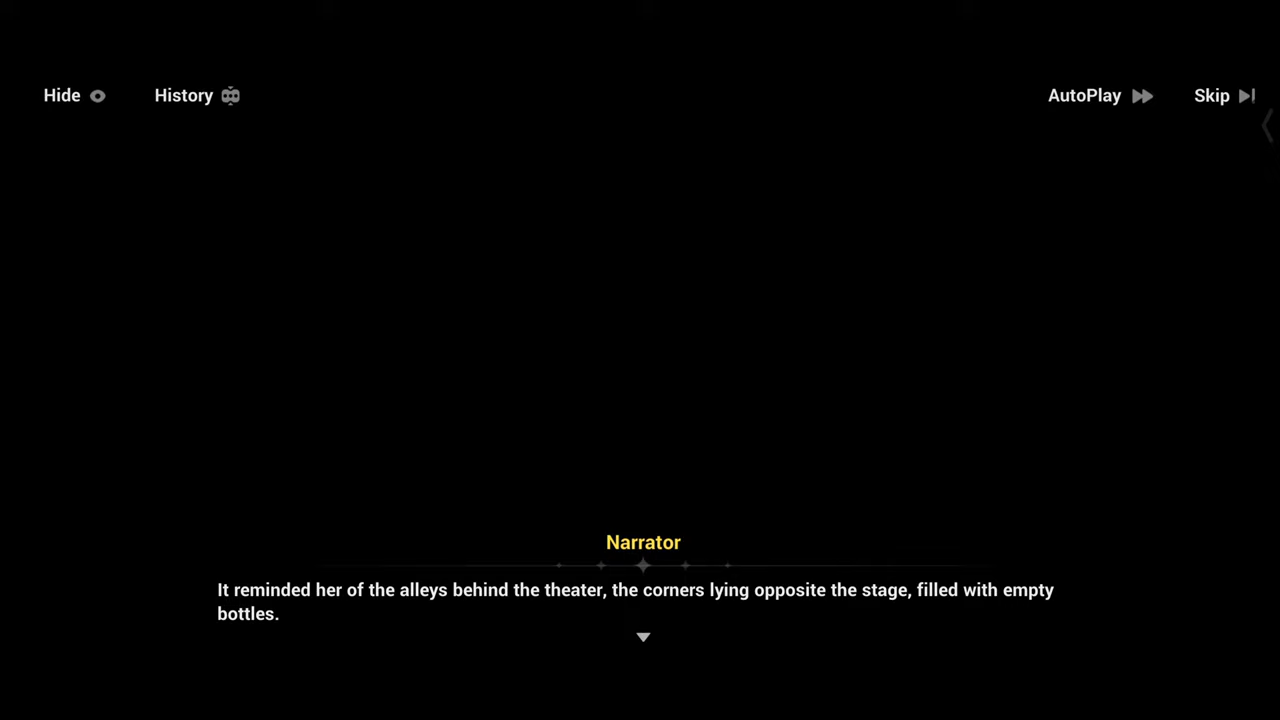 Hide
History
AutoPlay
Skip
Narrator
It reminded her of the alleys behind the theater, the corners lying opposite the stage, filled with empty
bottles.